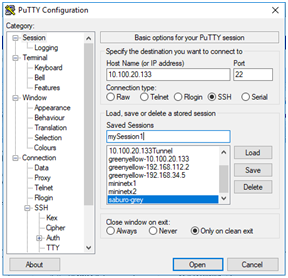 PuTTY Configuration
Category:
Session
Logging
Terminal
Keyboard
Bell
Features
Window
Appearance
Behaviour
Translation
Selection
Colours
Connection
Data
Proxy
Telnet
Rlogin
SSH
Kex
Cipher
Auth
TTY
Basic options for your PuTTY session
Specify the destination you want to connect to
Host Name (or IP address) Port
10.100.20.133 22
Connection type:
Raw Telnet Rlogin SSH Serial
Load, save or delete a stored session
Saved Sessions
mySession1
10.100.20.133Tunnel
greenyellow-10.100.20.133
greenyellow-192.168.112.2
greenyellow-192.168.34.5
mininetx1
mininetx2
saburo-grey
Load
Save
Delete
Close window on exit:
Always Never Only on clean exit
About Open Cancel